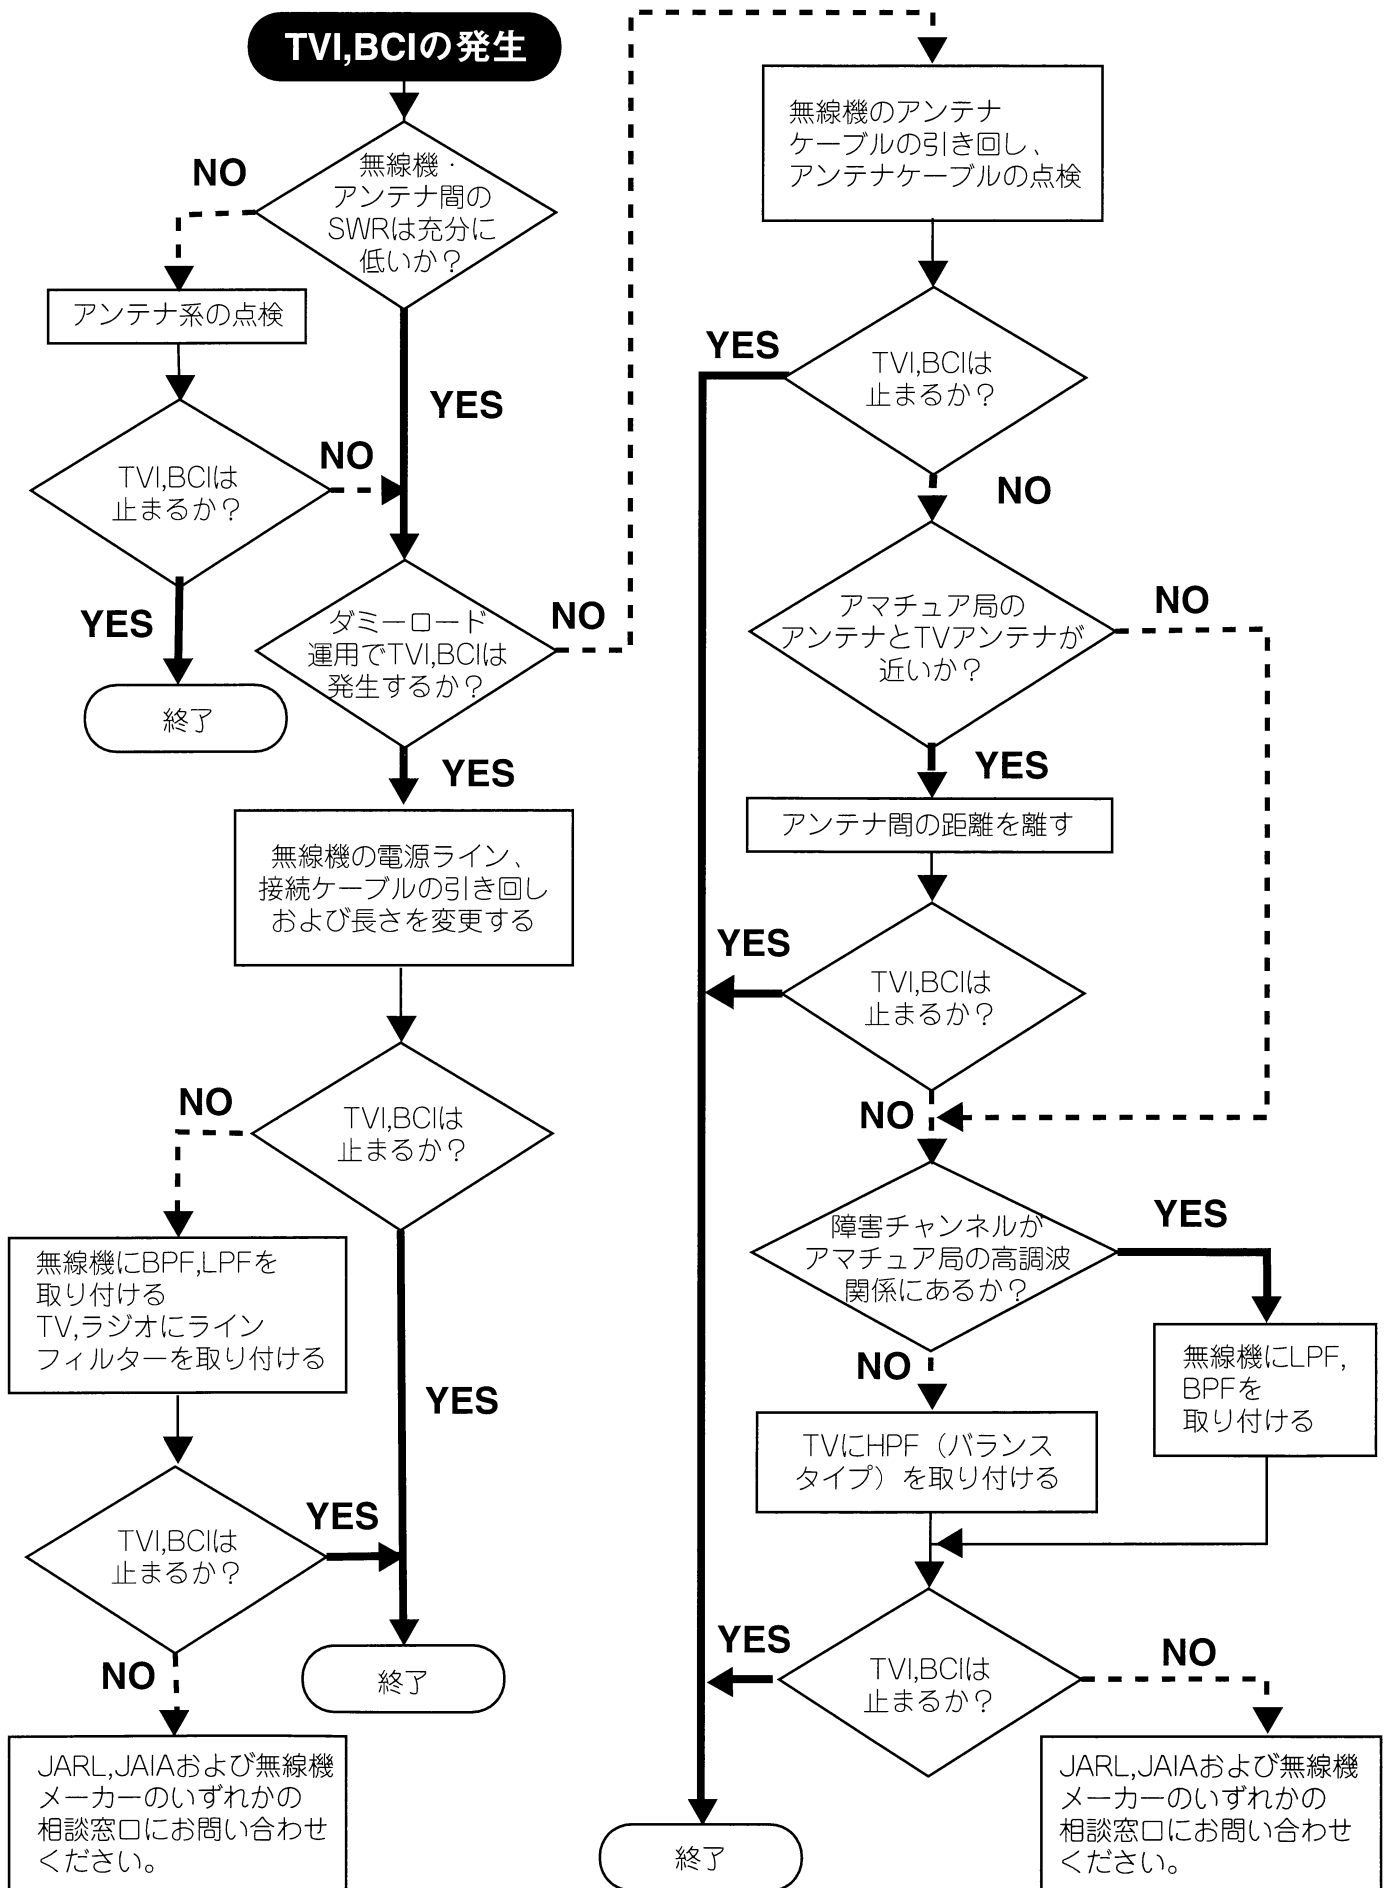 TVI,BCIの発生
無線機・
アンテナ間の
SWRは充分に
低いか？
NO
アンテナ系の点検
YES
TVI,BCIは
止まるか？
NO
YES
終了
ダミーロード
運用でTVI,BCIは
発生するか？
NO
YES
無線機の電源ライン、
接続ケーブルの引き回し
および長さを変更する
TVI,BCIは
止まるか？
NO
YES
無線機にBPF,LPFを
取り付ける
TV,ラジオにライン
フィルターを取り付ける
TVI,BCIは
止まるか？
YES
終了
NO
JARL,JAIAおよび無線機
メーカーのいずれかの
相談窓口にお問い合わせ
ください。
無線機のアンテナ
ケーブルの引き回し、
アンテナケーブルの点検
TVI,BCIは
止まるか？
YES
NO
アマチュア局の
アンテナとTVアンテナが
近いか？
NO
YES
アンテナ間の距離を離す
TVI,BCIは
止まるか？
YES
NO
障害チャンネルが
アマチュア局の高調波
関係にあるか？
YES
無線機にLPF,
BPFを
取り付ける
NO
TVにHPF（バランス
タイプ）を取り付ける
TVI,BCIは
止まるか？
YES
終了
NO
JARL,JAIAおよび無線機
メーカーのいずれかの
相談窓口にお問い合わせ
ください。